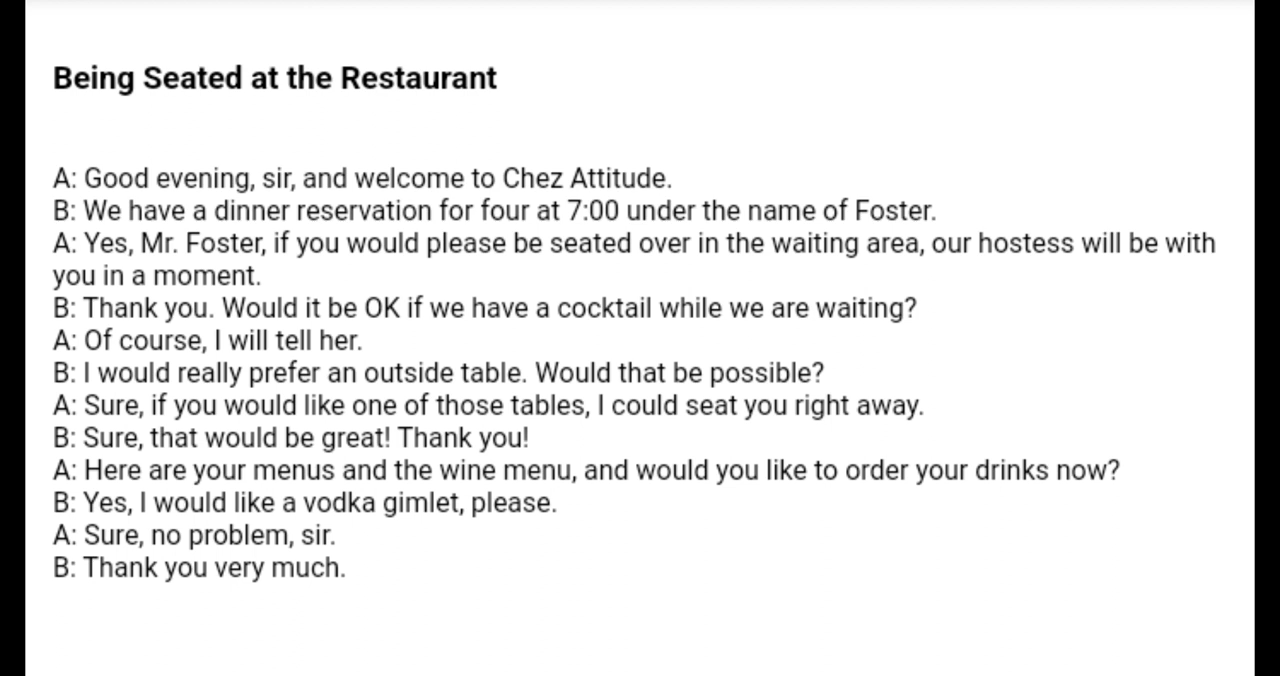 Being Seated at the Restaurant
A: Good evening, sir, and welcome to Chez Attitude.
B: We have a dinner reservation for four at 7:00 under the name of Foster.
A: Yes, Mr. Foster, if you would please be seated over in the waiting area, our hostess will be with
you in a moment.
B: Thank you. Would it be OK if we have a cocktail while we are waiting?
A: Of course, I will tell her.
B: I would really prefer an outside table. Would that be possible?
A: Sure, if you would like one of those tables, I could seat you right away.
B: Sure, that would be great! Thank you!
A: Here are your menus and the wine menu, and would you like to order your drinks now?
B: Yes, I would like a vodka gimlet, please.
A: Sure, no problem, sir.
B: Thank you very much.